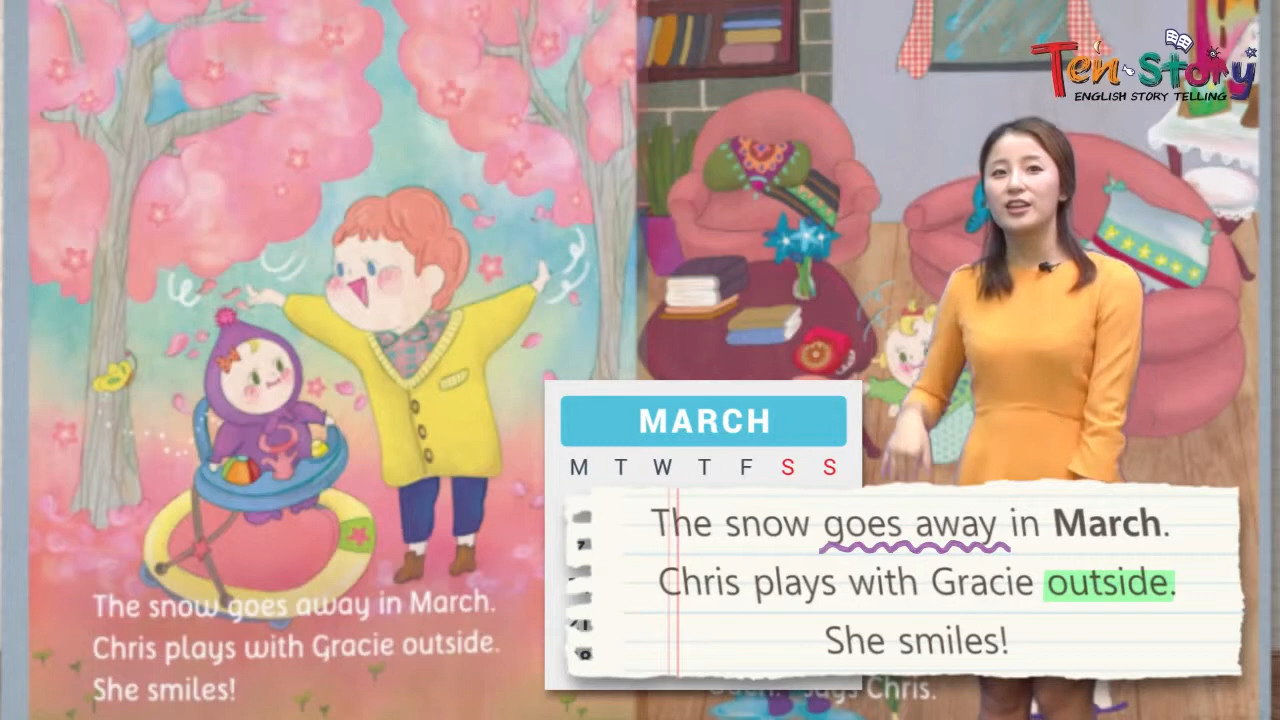 Ten Story
ENGLISH STORY TELLING
MARCH
M T W T F S S
The snow goes away in March.
Chris plays with Gracie outside.
She smiles!
The snow goes away in March.
Chris plays with Gracie outside.
She smiles!
says Chris.